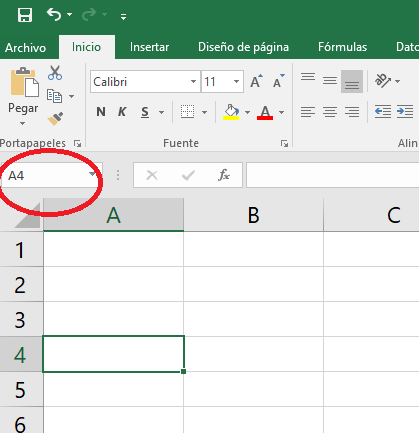 Archivo Inicio Insertar Diseño de página Fórmulas Dato
Calibri 11 A A
Pegar N K S A
Portapapeles Fuente Alin
A4 fx
A B C
1
2
3
4
5
6